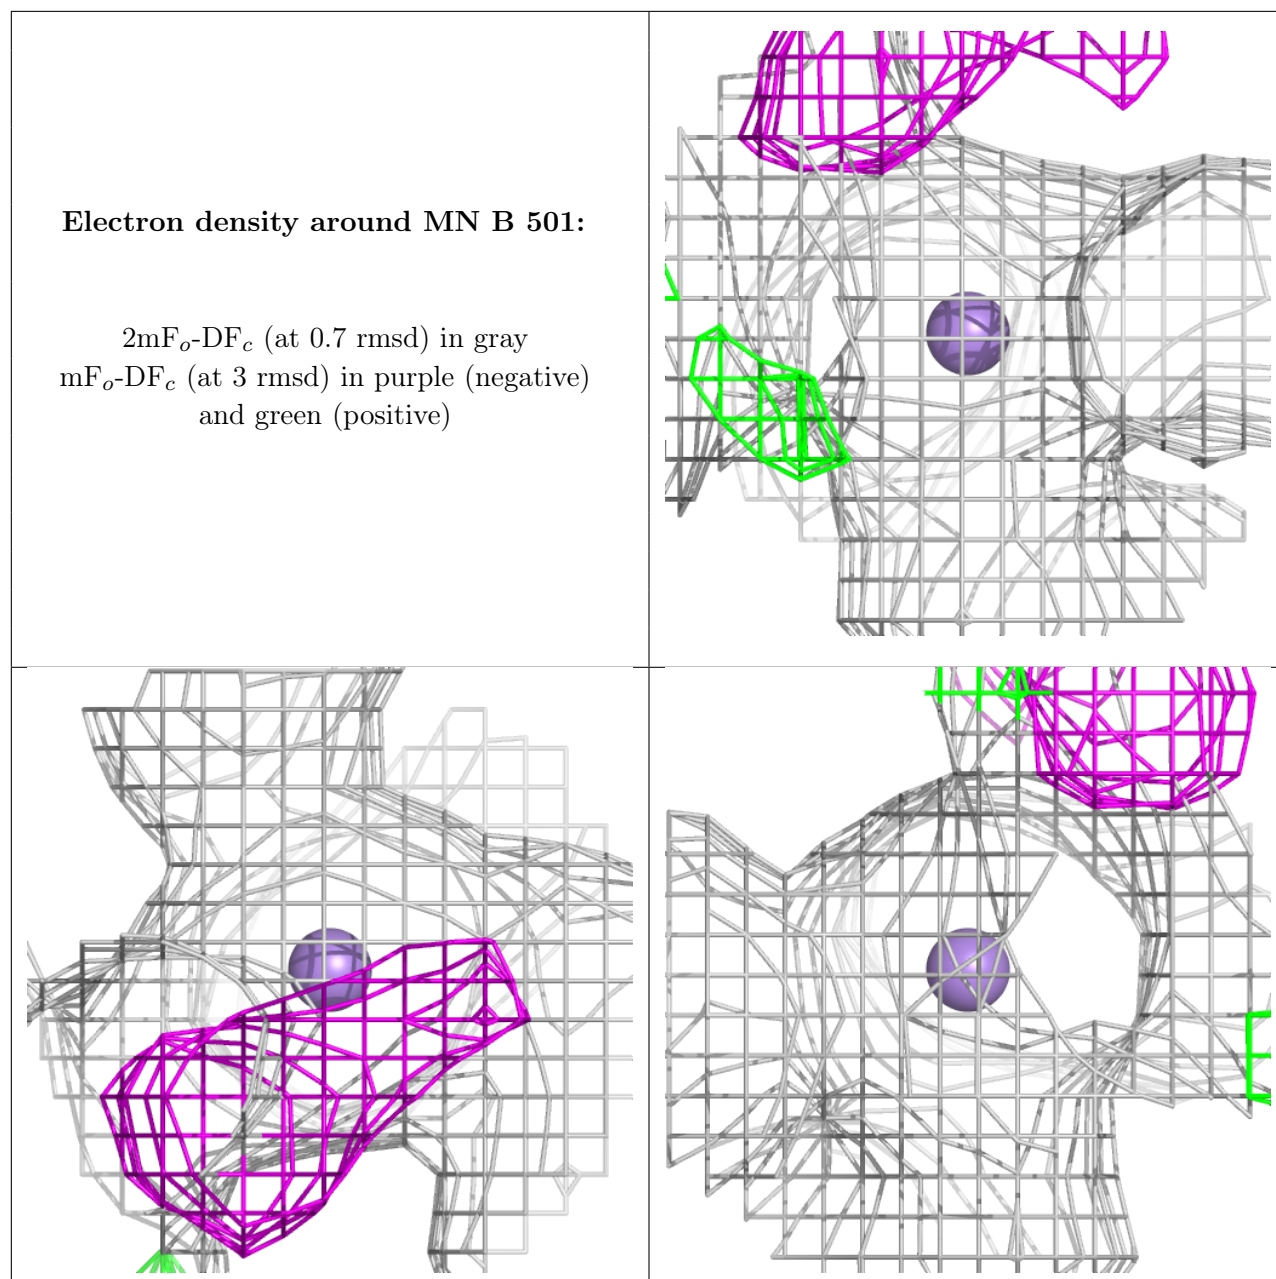 Electron density around MN B 501:
2mFo-DFc (at 0.7 rmsd) in gray
mFo-DFc (at 3 rmsd) in purple (negative)
and green (positive)